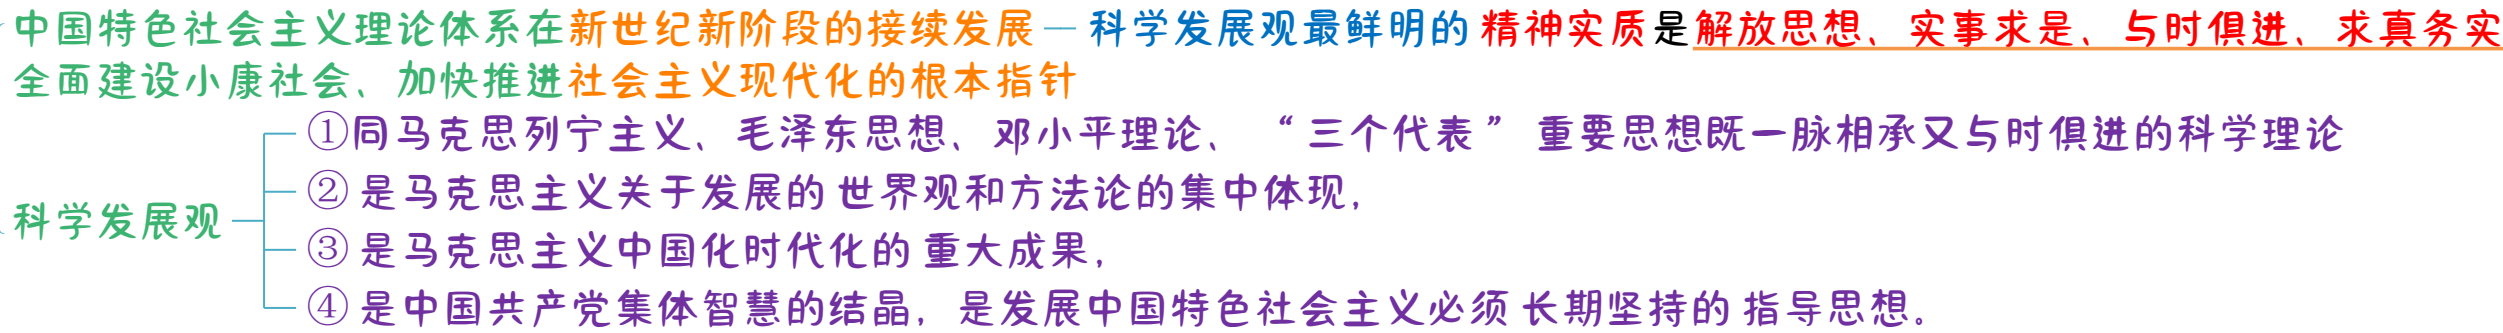 中国特色社会主义理论体系在新世纪新阶段的接续发展 科学发展观最鲜明的 精神实质是解放思想、实事求是、与时俱进、求真务实
全面建设小康社会、加快推进社会主义现代化的根本指针
①同马克思列宁主义、毛泽东思想、邓小平理论、“三个代表”重要思想既一脉相承又与时俱进的科学理论
②是马克思主义关于发展的世界观和方法论的集中体现，
科学发展观
③是马克思主义中国化时代化的重大成果，
④是中国共产党集体智慧的结晶，是发展中国特色社会主义必须长期坚持的指导思想。